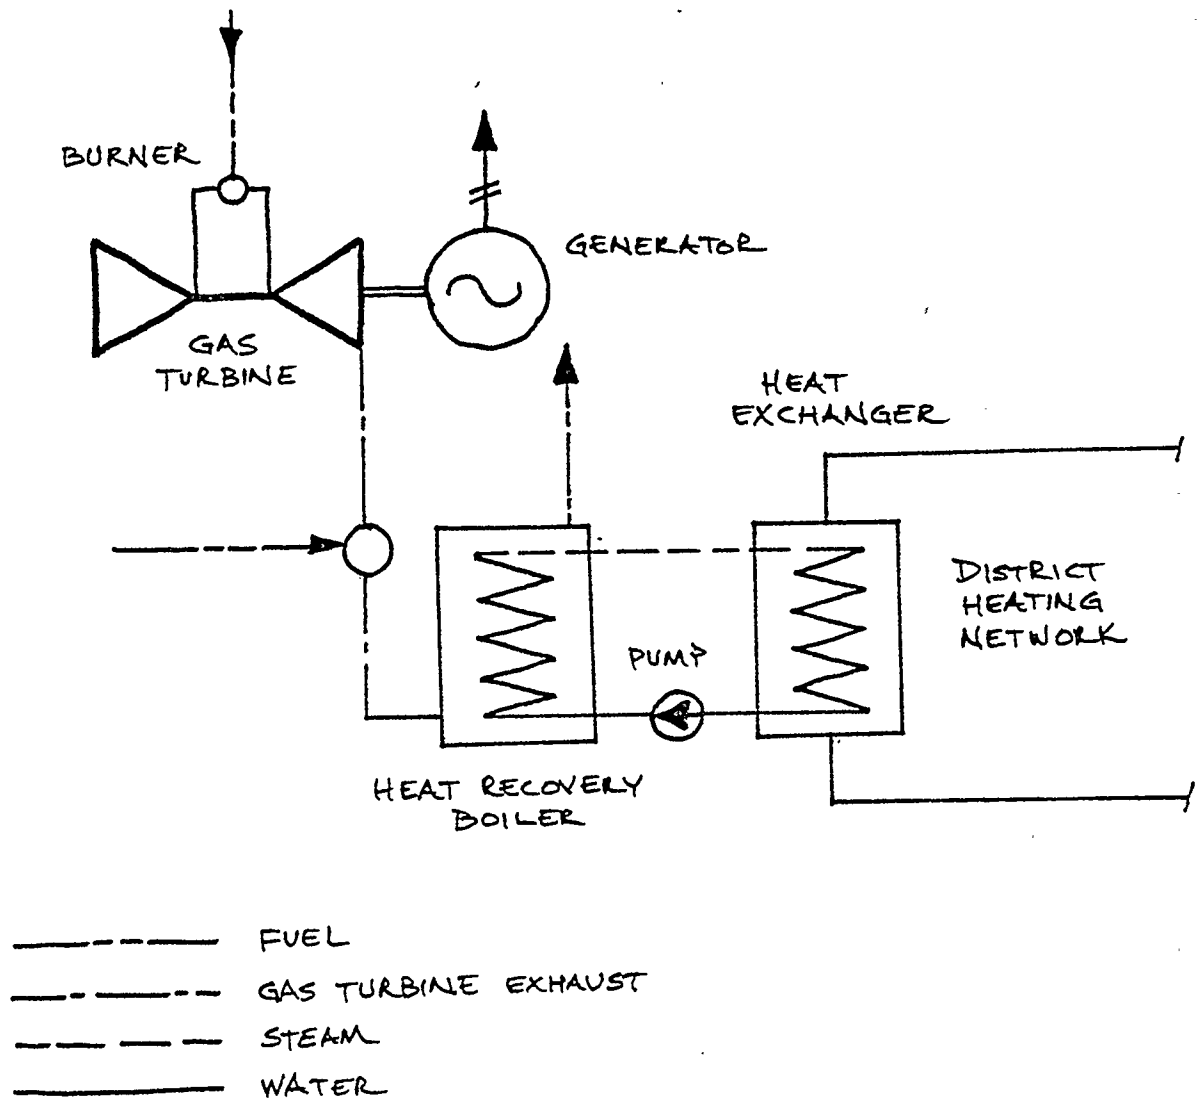 BURNER
GENERATOR
GAS
TURBINE
HEAT
EXCHANGER
DISTRICT
HEATING
NETWORK
PUMP
HEAT RECOVERY
BOILER
FUEL
GAS TURBINE EXHAUST
STEAM
WATER